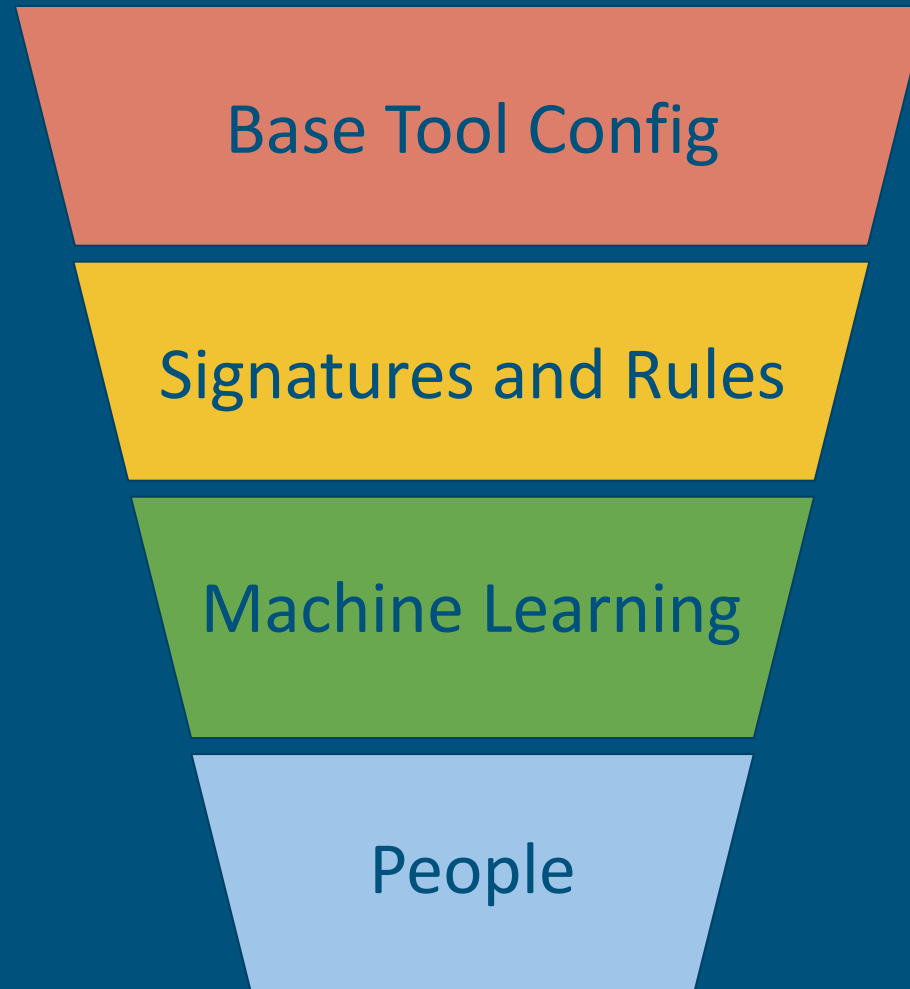 Base Tool Config
Signatures and Rules
Machine Learning
People